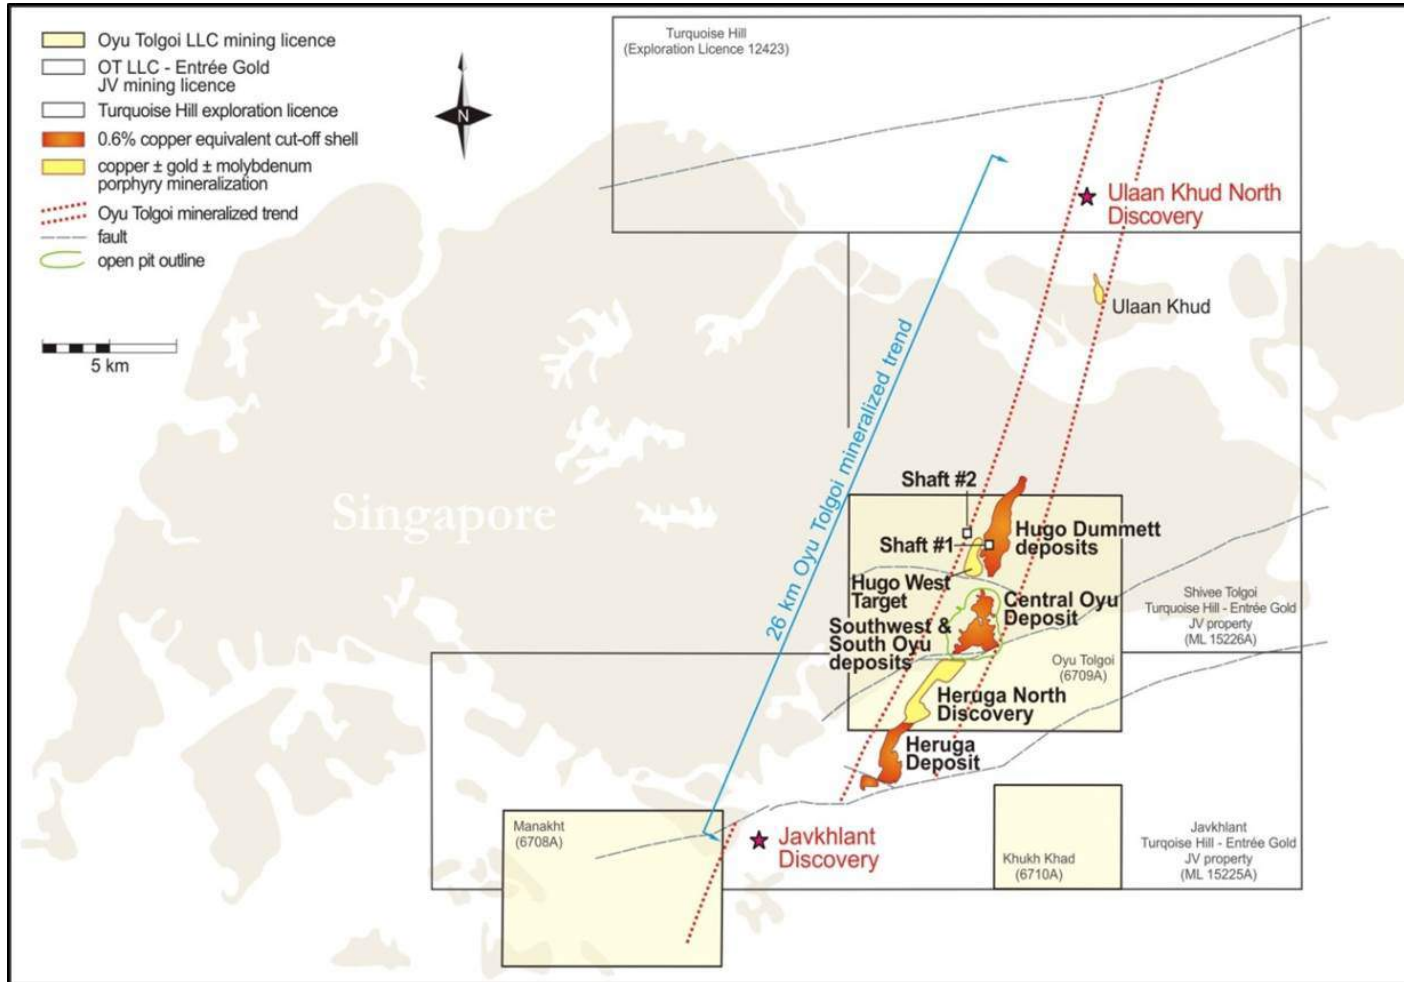 Oyu Tolgoi LLC mining licence
OT LLC - Entrée Gold
JV mining licence
Turquoise Hill exploration licence
0.6% copper equivalent cut-off shell
copper ± gold ± molybdenum
porphyry mineralization
Oyu Tolgoi mineralized trend
fault
open pit outline
5 km
N
Turquoise Hill
(Exploration Licence 12423)
Ulaan Khud North
Discovery
Ulaan Khud
26 km Oyu Tolgoi mineralized trend
Singapore
Shaft #2
Shaft #1
Hugo Dummett
deposits
Hugo West
Target
Central Oyu
Deposit
Southwest &
South Oyu
deposits
Shivee Tolgoi
Turquoise Hill - Entrée Gold
JV property
(ML 15226A)
Oyu Tolgoi
(6709A)
Heruga North
Discovery
Heruga
Deposit
Manakht
(6708A)
Javkhlant
Discovery
Khukh Khad
(6710A)
Javkhlant
Turqoise Hill - Entrée Gold
JV property
(ML 15225A)